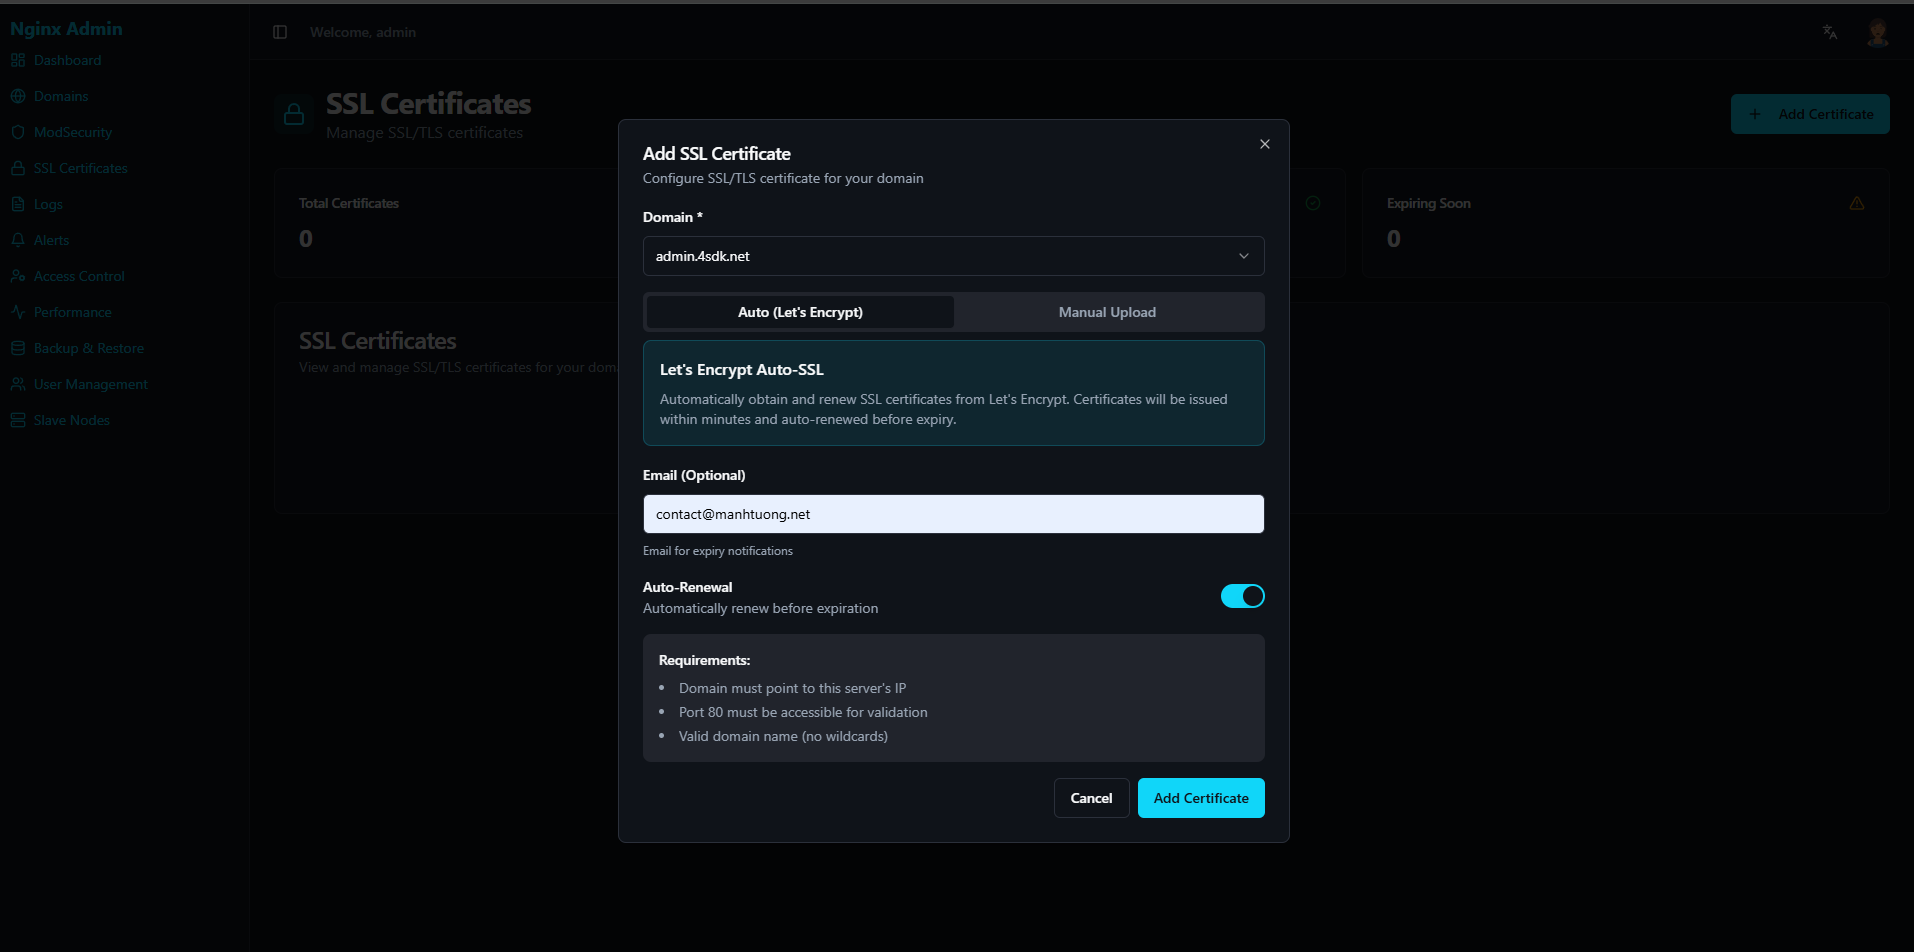 Nginx Admin
Dashboard
Domains
ModSecurity
SSL Certificates
Logs
Alerts
Access Control
Performance
Backup & Restore
User Management
Slave Nodes
Welcome, admin
SSL Certificates
Manage SSL/TLS certificates
Add Certificate
Total Certificates
0
Expiring Soon
0
SSL Certificates
View and manage SSL/TLS certificates for your
Add SSL Certificate
Configure SSL/TLS certificate for your domain
Domain *
admin.4sdk.net
Auto (Let's Encrypt)
Manual Upload
Let's Encrypt Auto-SSL
Automatically obtain and renew SSL certificates from Let's Encrypt. Certificates will be issued
within minutes and auto-renewed before expiry.
Email (Optional)
contact@manhtuong.net
Email for expiry notifications
Auto-Renewal
Automatically renew before expiration
Requirements:
• Domain must point to this server's IP
• Port 80 must be accessible for validation
• Valid domain name (no wildcards)
Cancel
Add Certificate